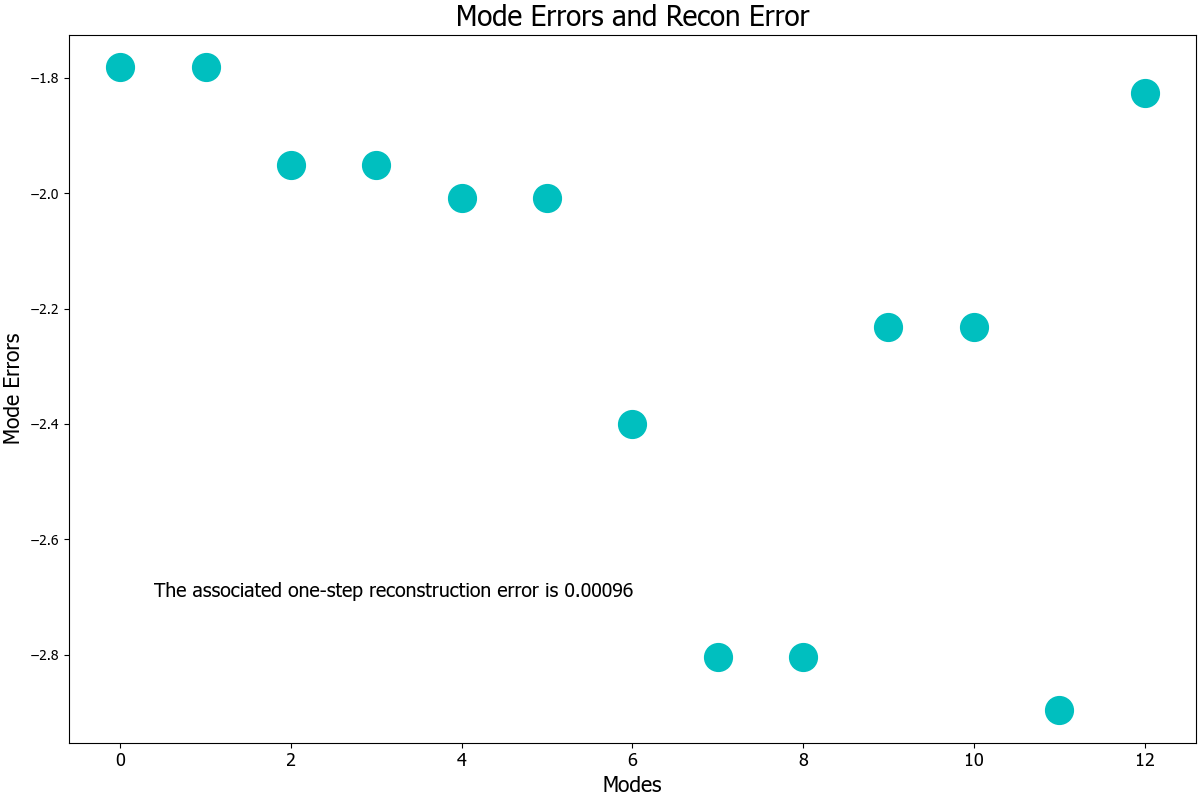 Mode Errors and Recon Error
Mode Errors
−1.8
−2.0
−2.2
−2.4
−2.6
−2.8
The associated one-step reconstruction error is 0.00096
0 2 4 6 8 10 12
Modes